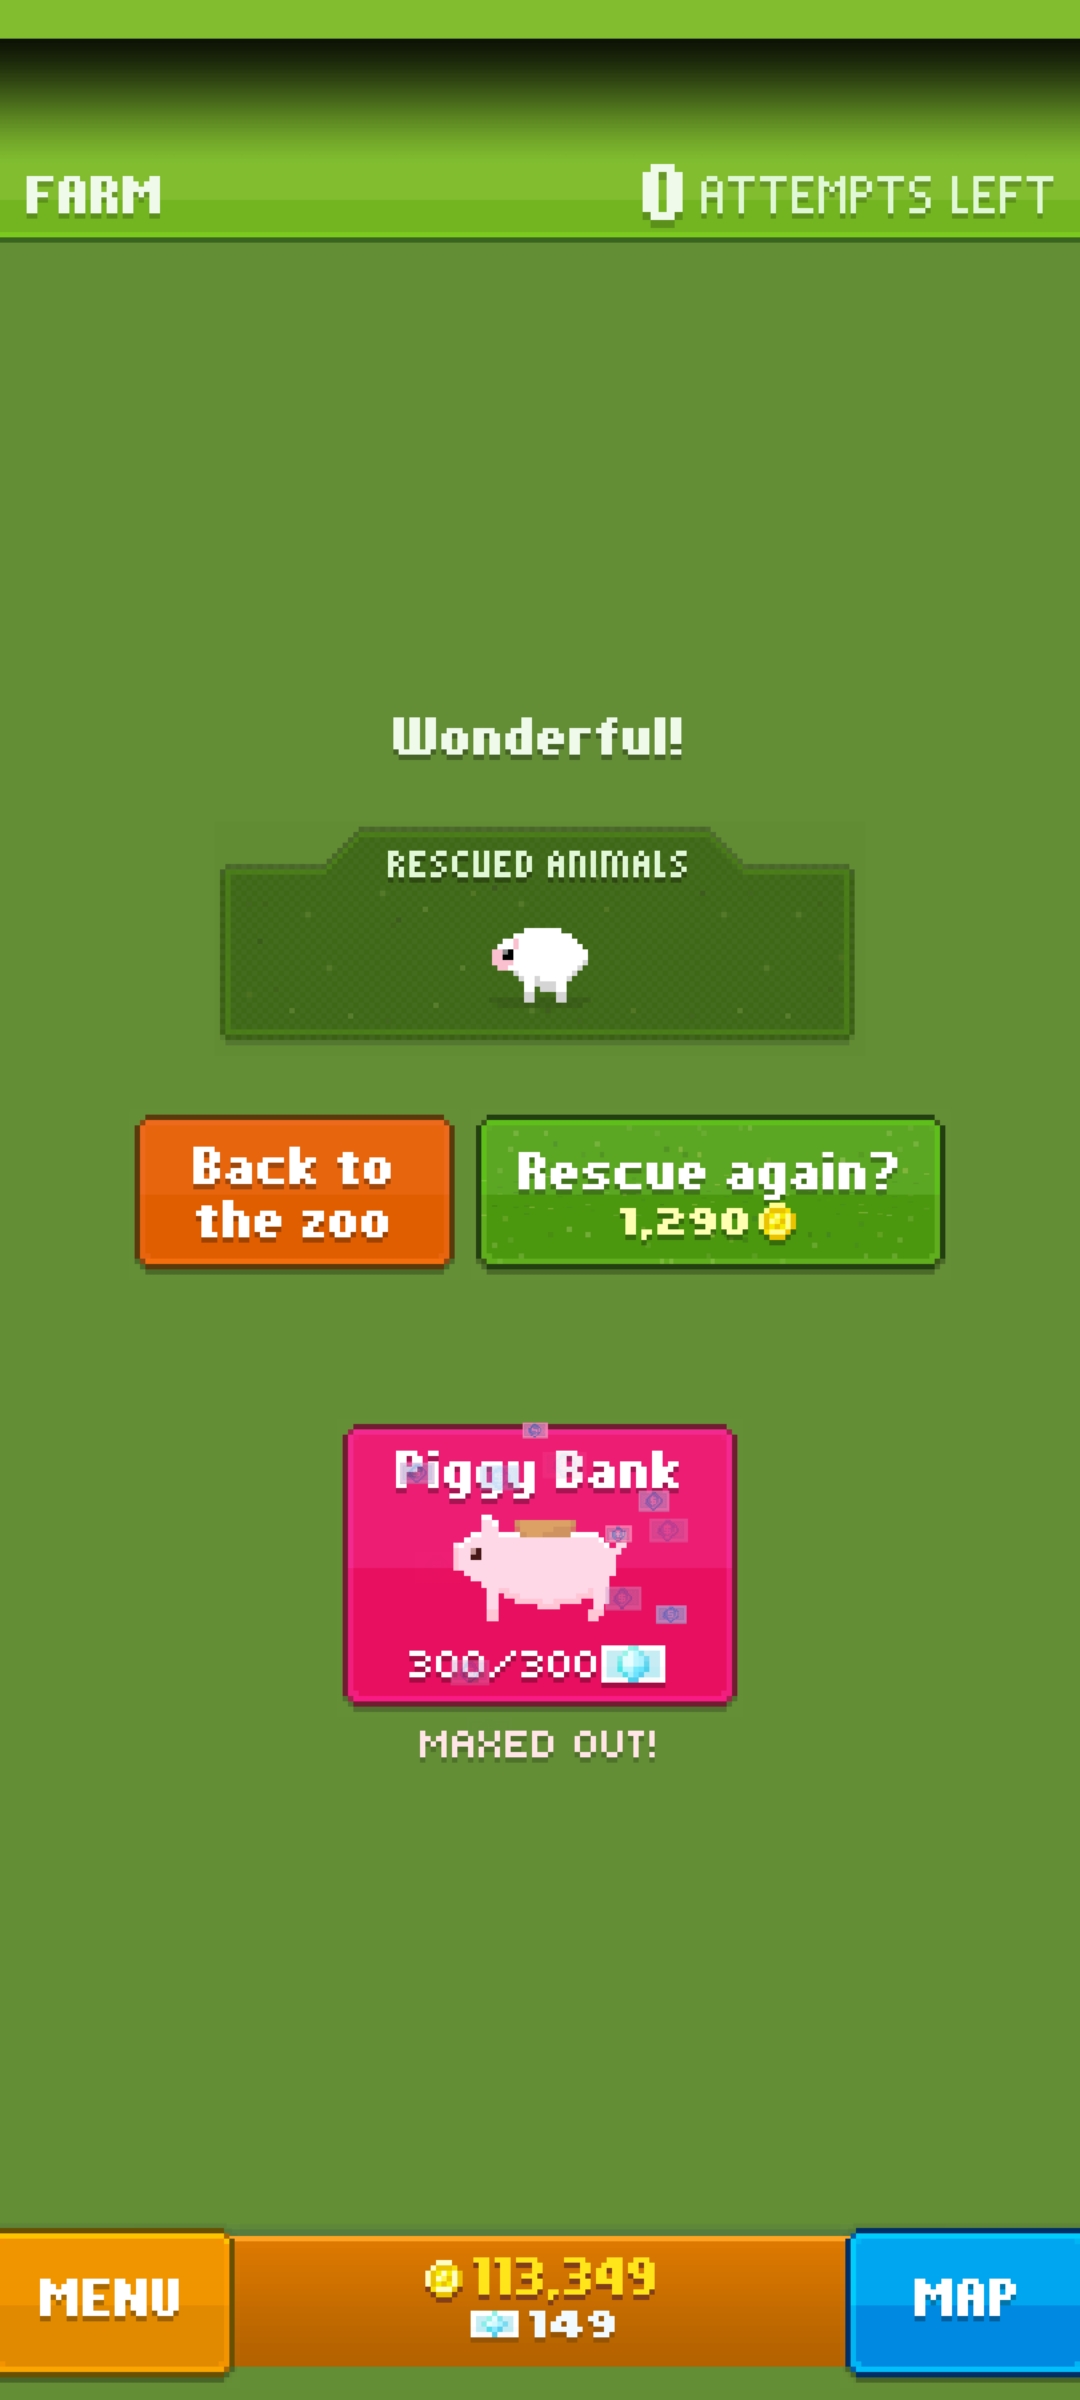 FARM
0 ATTEMPTS LEFT
Wonderful!
RESCUED ANIMALS
Back to
the zoo
Rescue again?
1,290
Piggy Bank
300/300
MAXED OUT!
MENU
113,349
149
MAP